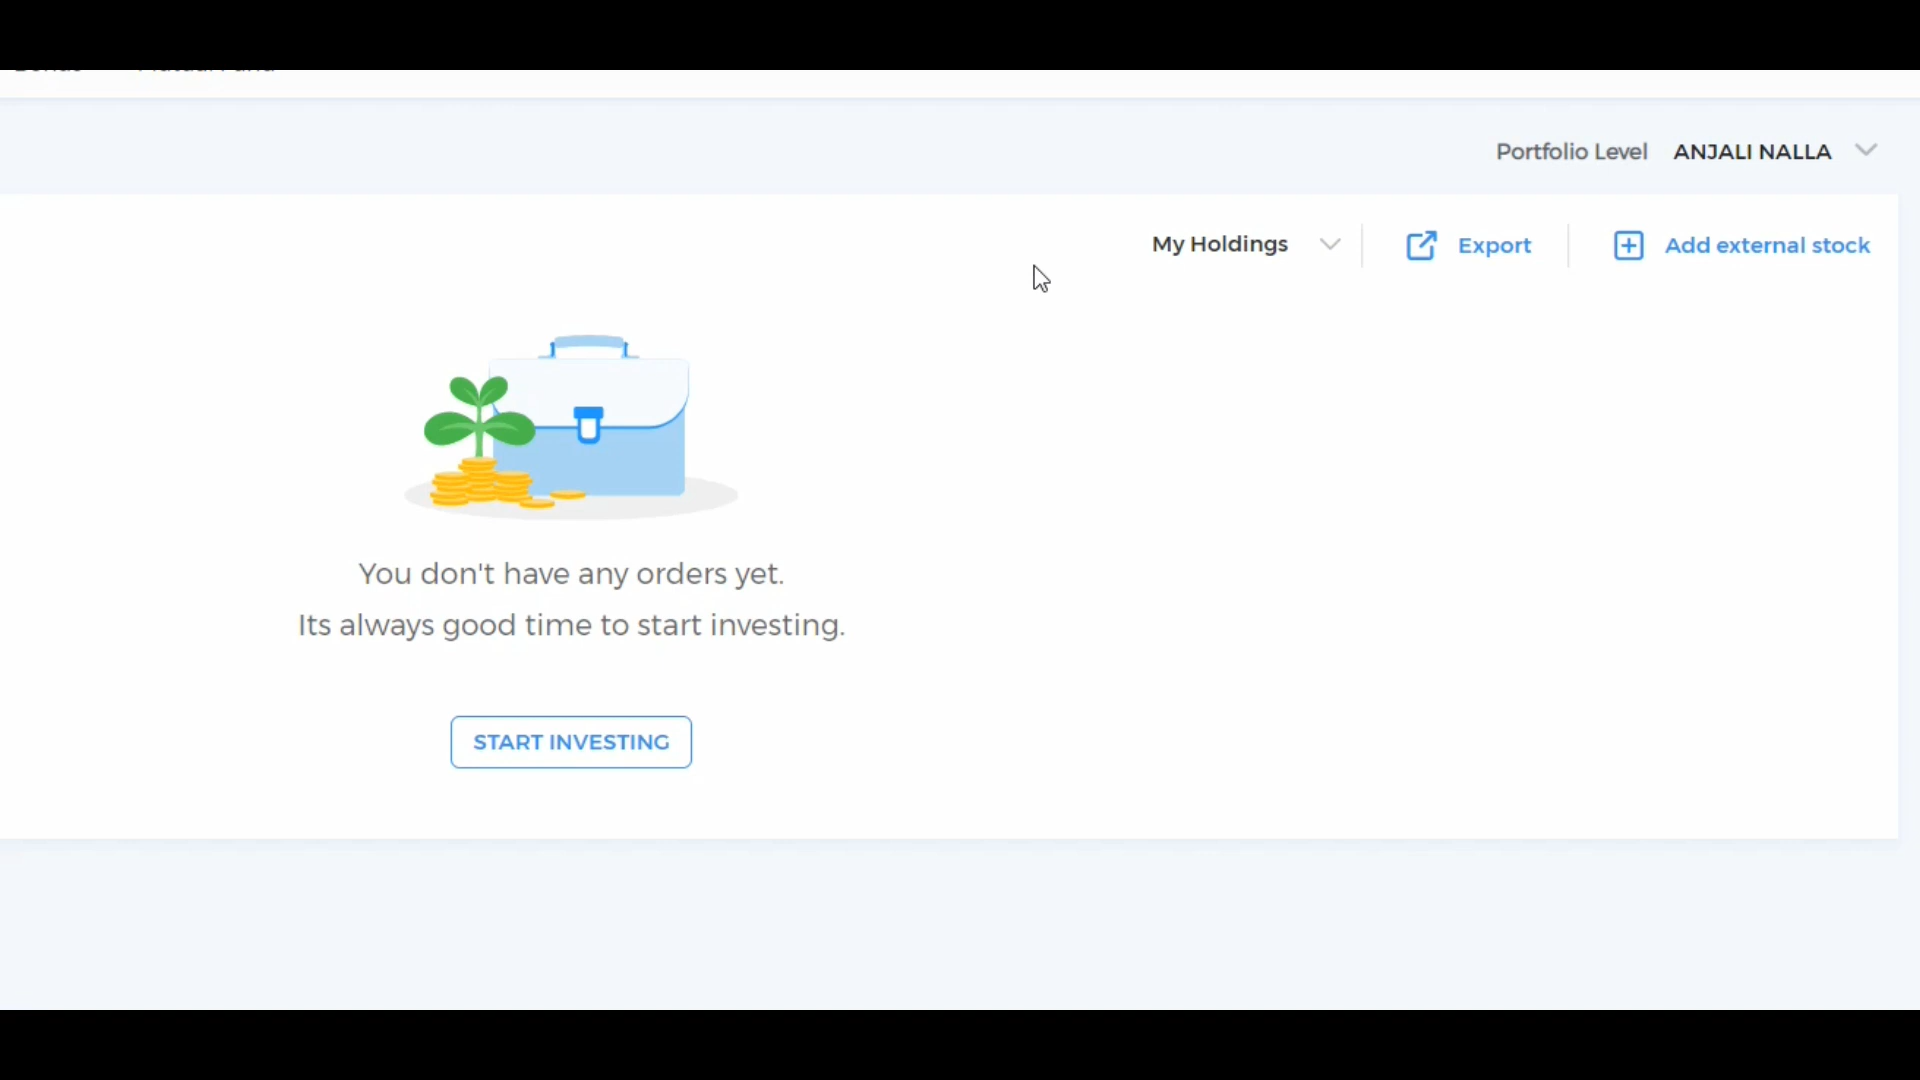 Portfolio Level ANJALI NALLA
My Holdings Export Add external stock
You don't have any orders yet.
Its always good time to start investing.
START INVESTING